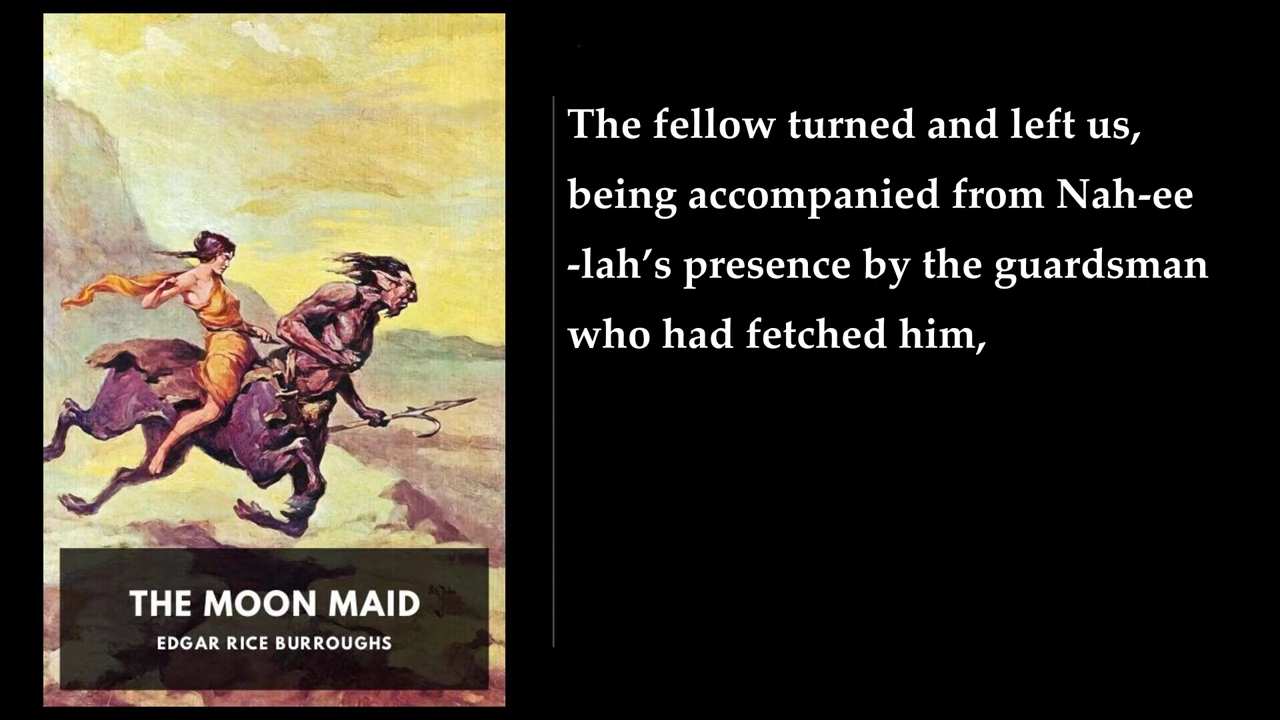 The fellow turned and left us,
being accompanied from Nah-ee
-lah’s presence by the guardsman
who had fetched him,
THE MOON MAID
EDGAR RICE BURROUGHS